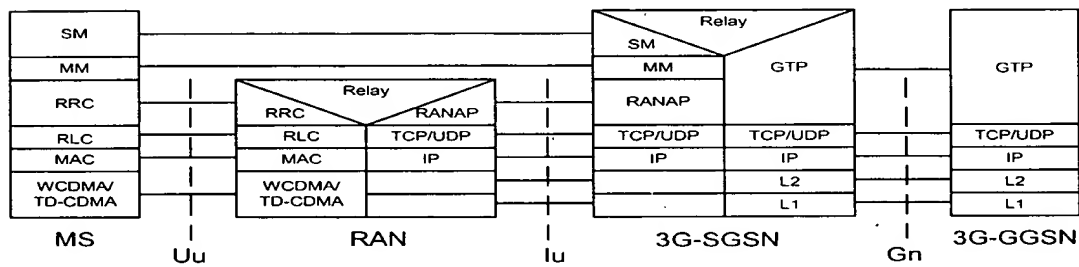 SM
MM
RRC
RLC
MAC
WCDMA/
TD-CDMA
MS
Uu
Relay
RRC
RANAP
RLC
TCP/UDP
MAC
IP
WCDMA/
TD-CDMA
RAN
Iu
Relay
SM
MM
GTP
RANAP
TCP/UDP
TCP/UDP
IP
IP
L2
L1
3G-SGSN
Gn
GTP
TCP/UDP
IP
L2
L1
3G-GGSN